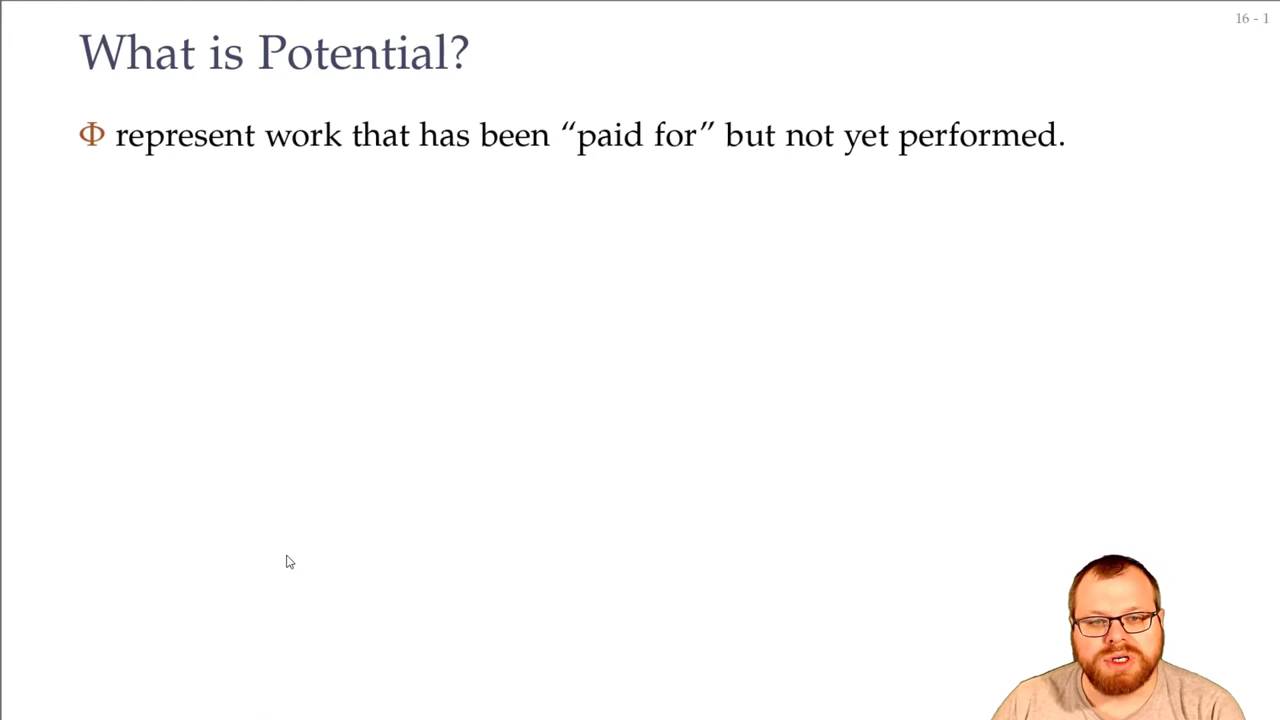 16 - 1
What is Potential?
Φ represent work that has been “paid for” but not yet performed.